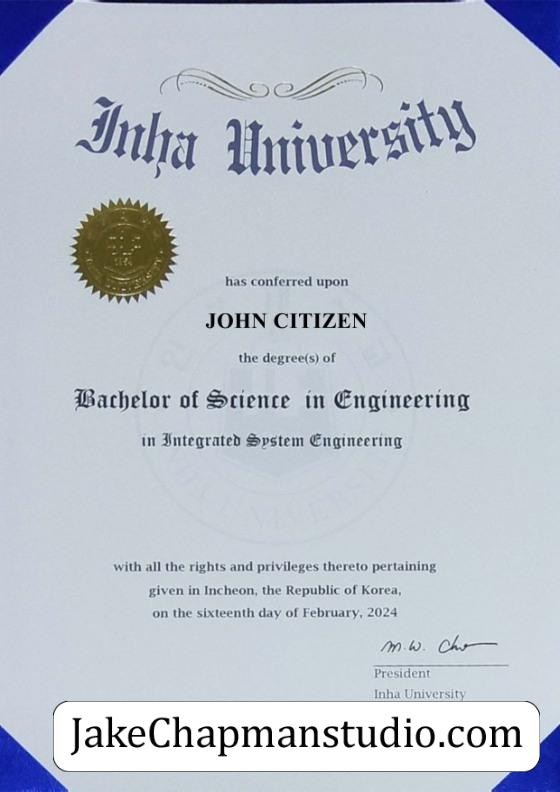 Inha University
has conferred upon
JOHN CITIZEN
the degree(s) of
Bachelor of Science in Engineering
in Integrated System Engineering
INHA UNIVERSITY
with all the rights and privileges thereto pertaining
given in Incheon, the Republic of Korea,
on the sixteenth day of February, 2024
M.W. Cho
President
Inha University
JakeChapmanstudio.com